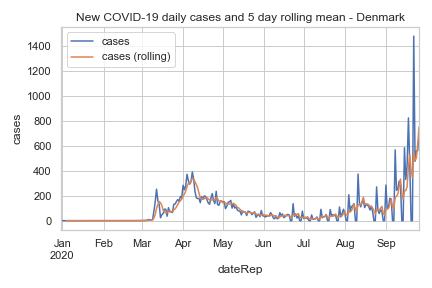 New COVID-19 daily cases and 5 day rolling mean - Denmark
cases
cases (rolling)
1400
1200
1000
800
600
400
200
0
cases
Jan Feb Mar Apr May Jun Jul Aug Sep
2020
dateRep